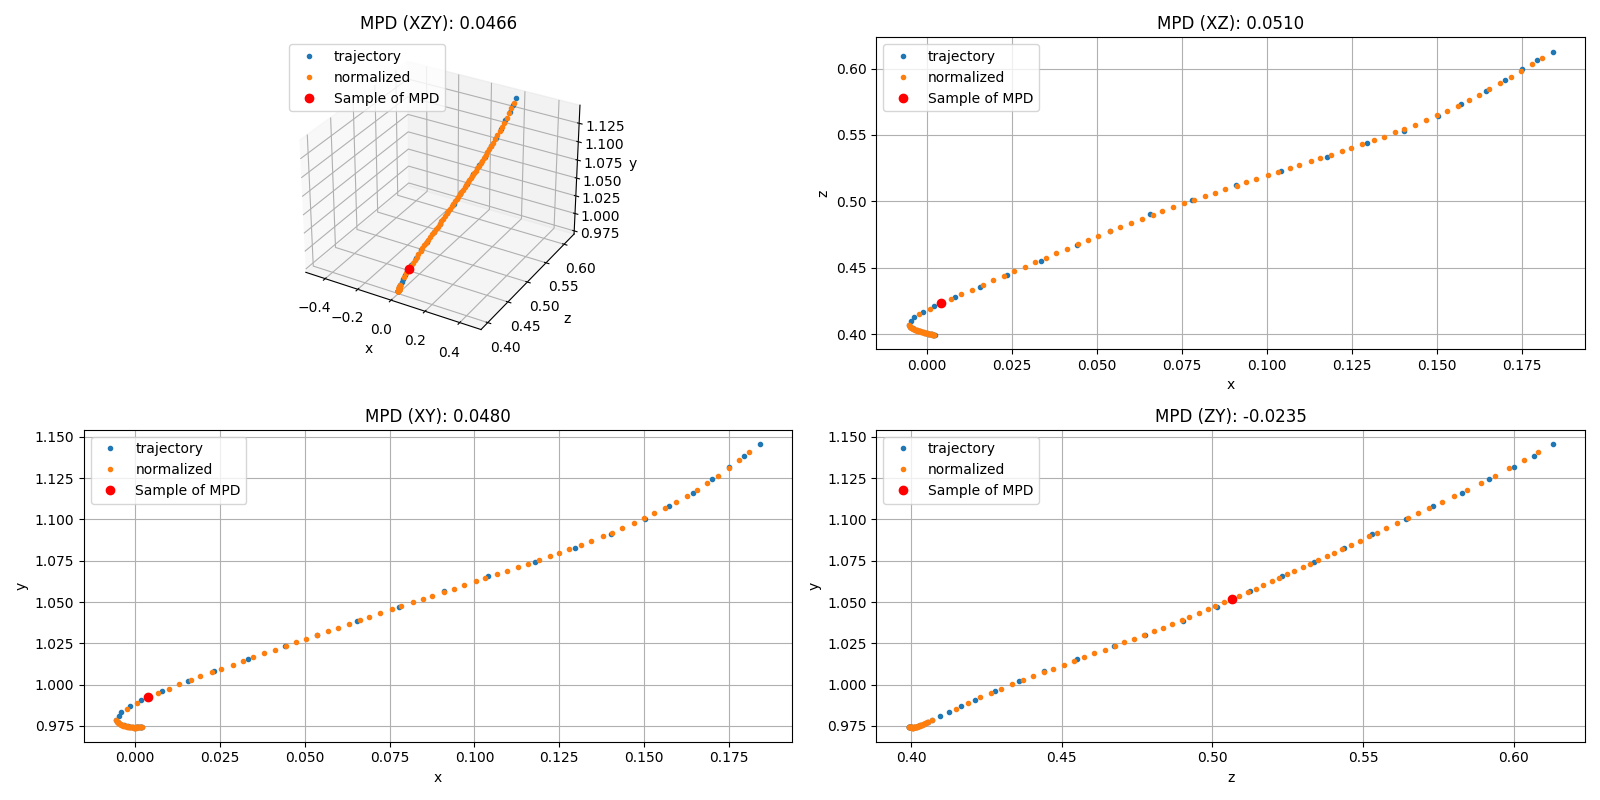 MPD (XZY): 0.0466
trajectory
normalized
Sample of MPD
1.125
1.100
1.075
1.050
1.025
1.000
0.975
y
0.60
0.55
0.50
0.45
0.40
z
−0.4
−0.2
0.0
0.2
0.4
x
MPD (XZ): 0.0510
trajectory
normalized
Sample of MPD
0.60
0.55
0.50
0.45
0.40
z
0.000 0.025 0.050 0.075 0.100 0.125 0.150 0.175
x
MPD (XY): 0.0480
trajectory
normalized
Sample of MPD
1.150
1.125
1.100
1.075
1.050
1.025
1.000
0.975
y
0.000 0.025 0.050 0.075 0.100 0.125 0.150 0.175
x
MPD (ZY): -0.0235
trajectory
normalized
Sample of MPD
1.150
1.125
1.100
1.075
1.050
1.025
1.000
0.975
y
0.40 0.45 0.50 0.55 0.60
z